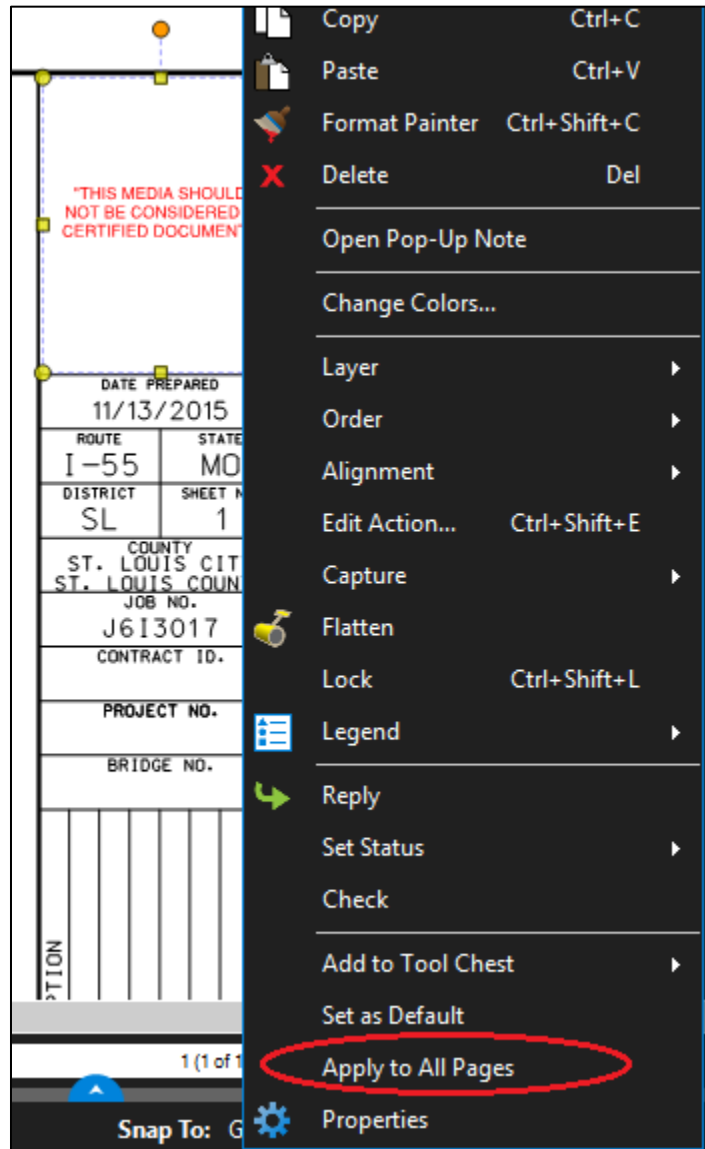 "THIS MEDIA SHOULD
NOT BE CONSIDERED
CERTIFIED DOCUMENT
DATE PREPARED
11/13/2015
ROUTE STATE
I-55 MO
DISTRICT SHEET
SL 1
COUNTY
ST. LOUIS
ST. LOUIS
JOB NO.
J6I3017
CONTRACT ID.
PROJECT NO.
BRIDGE NO.
1 (1 of
Snap To:
Copy Ctrl+C
Paste Ctrl+V
Format Painter Ctrl+Shift+C
Delete Del
Open Pop-Up Note
Change Colors...
Layer
Order
Alignment
Edit Action... Ctrl+Shift+E
Capture
Flatten
Lock Ctrl+Shift+L
Legend
Reply
Set Status
Check
Add to Tool Chest
Set as Default
Apply to All Pages
Properties